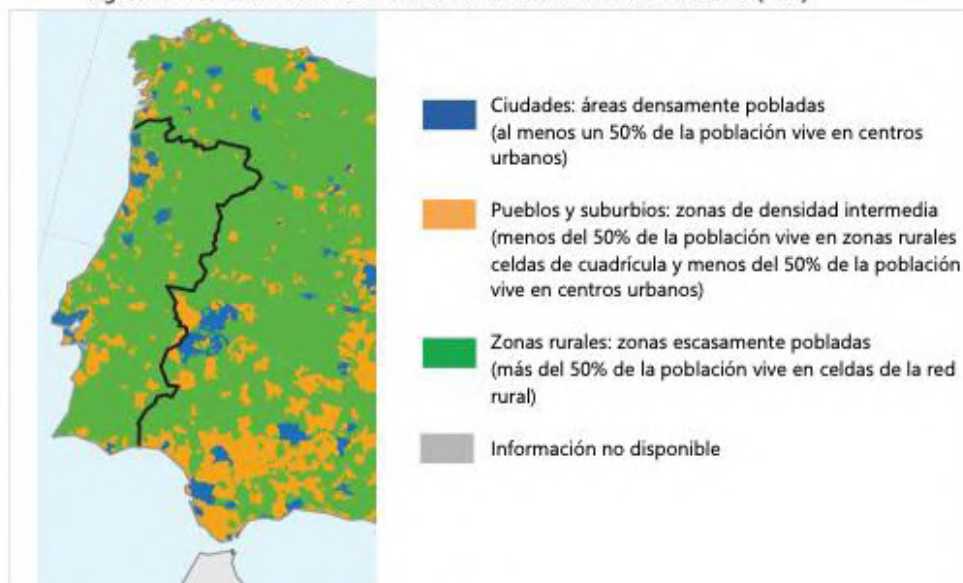 Ciudades: áreas densamente pobladas
(al menos un 50% de la población vive en centros
urbanos)
Pueblos y suburbios: zonas de densidad intermedia
(menos del 50% de la población vive en zonas rurales
celdas de cuadrícula y menos del 50% de la población
vive en centros urbanos)
Zonas rurales: zonas escasamente pobladas
(más del 50% de la población vive en celdas de la red
rural)
Información no disponible